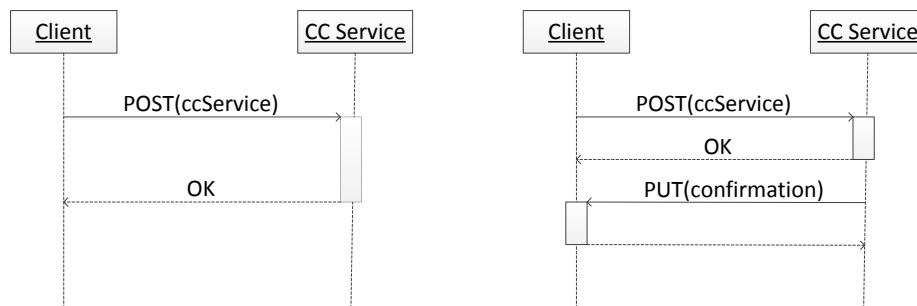 Client
CC Service
POST(ccService)
OK
Client
CC Service
POST(ccService)
OK
PUT(confirmation)